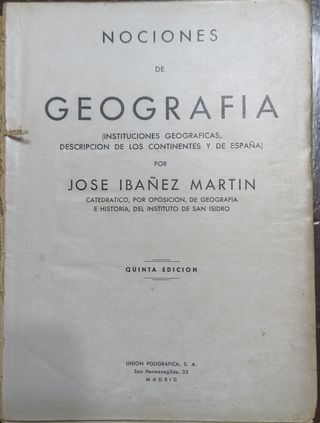 NOCIONES
DE
GEOGRAFIA
(INSTITUCIONES GEOGRAFICAS,
DESCRIPCION DE LOS CONTINENTES Y DE ESPAÑA)
POR
JOSE IBAÑEZ MARTIN
CATEDRATICO, POR OPOSICION, DE GEOGRAFIA
E HISTORIA, DEL INSTITUTO DE SAN ISIDRO
QUINTA EDICION
UNION POLIGRAFICA, S. A.
San Hermenegildo, 32
MADRID